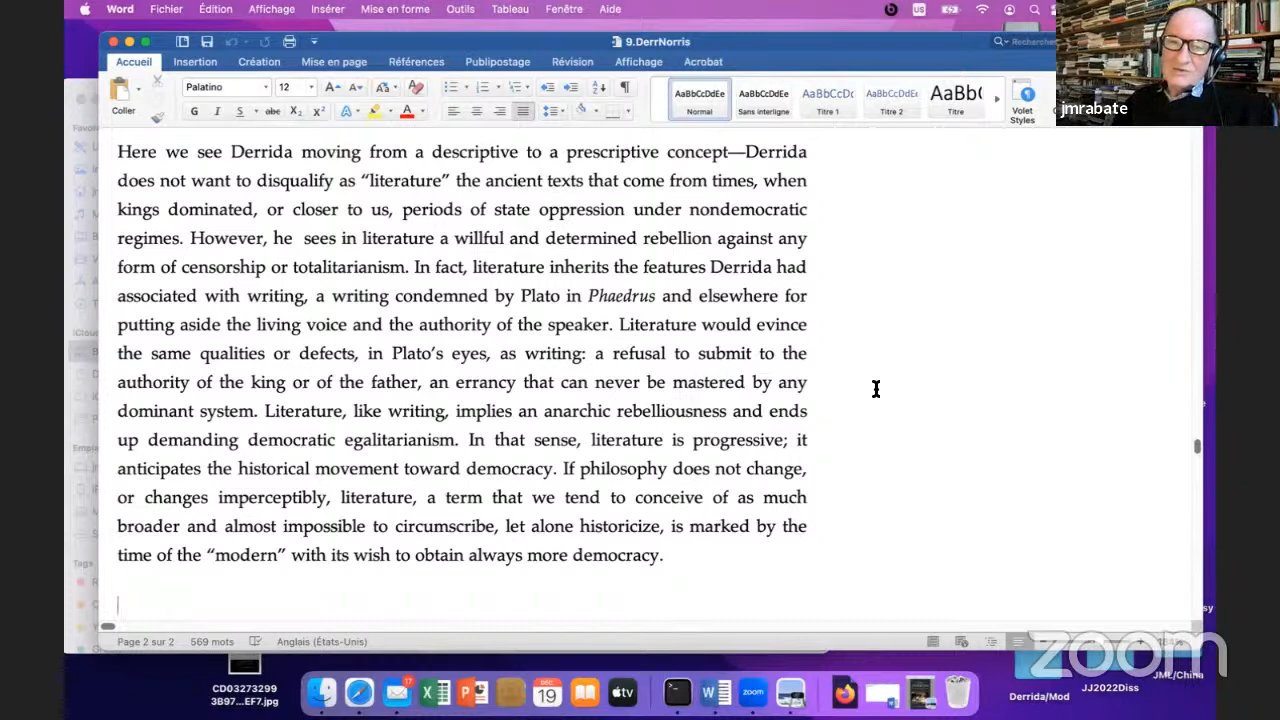 Word Fichier Édition Affichage Insérer Mise en forme Outils Tableau Fenêtre Aide
9.DerrNorris
Accueil Insertion Création Mise en page Références Publipostage Révision Affichage Acrobat
Coller
Palatino 12
AaBbCcDdEe AaBbCcDdEe AaBbCcDc AaBbCcDdEe AaBb(
Normal Sans interligne Titre 1 Titre 2 Titre
Volet Styles
jmrabate
Here we see Derrida moving from a descriptive to a prescriptive concept—Derrida
does not want to disqualify as “literature” the ancient texts that come from times, when
kings dominated, or closer to us, periods of state oppression under nondemocratic
regimes. However, he sees in literature a willful and determined rebellion against any
form of censorship or totalitarianism. In fact, literature inherits the features Derrida had
associated with writing, a writing condemned by Plato in Phaedrus and elsewhere for
putting aside the living voice and the authority of the speaker. Literature would evince
the same qualities or defects, in Plato’s eyes, as writing: a refusal to submit to the
authority of the king or of the father, an errancy that can never be mastered by any
dominant system. Literature, like writing, implies an anarchic rebelliousness and ends
up demanding democratic egalitarianism. In that sense, literature is progressive; it
anticipates the historical movement toward democracy. If philosophy does not change,
or changes imperceptibly, literature, a term that we tend to conceive of as much
broader and almost impossible to circumscribe, let alone historicize, is marked by the
time of the “modern” with its wish to obtain always more democracy.
Page 2 sur 2 569 mots Anglais (États-Unis)
zoom
CD03273299
3B97...EF7.jpg
DEC
19
tv
zoom
Derrida/Mod
JJ2022Diss
JME/China